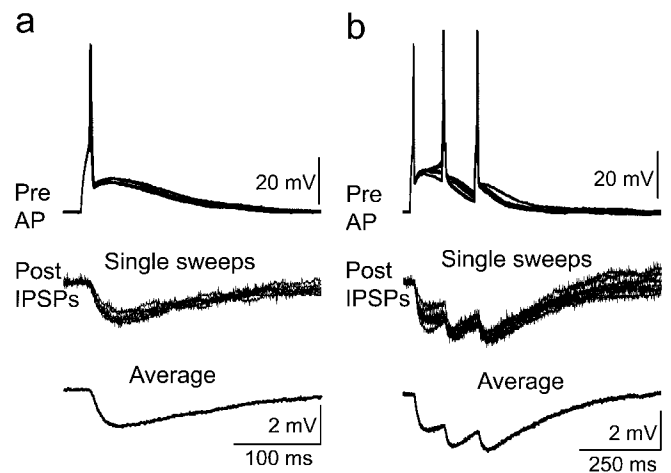 a
b
20 mV
20 mV
Pre
AP
Pre
AP
Post
IPSPs
Single sweeps
Post
IPSPs
Single sweeps
Average
Average
2 mV
100 ms
2 mV
250 ms